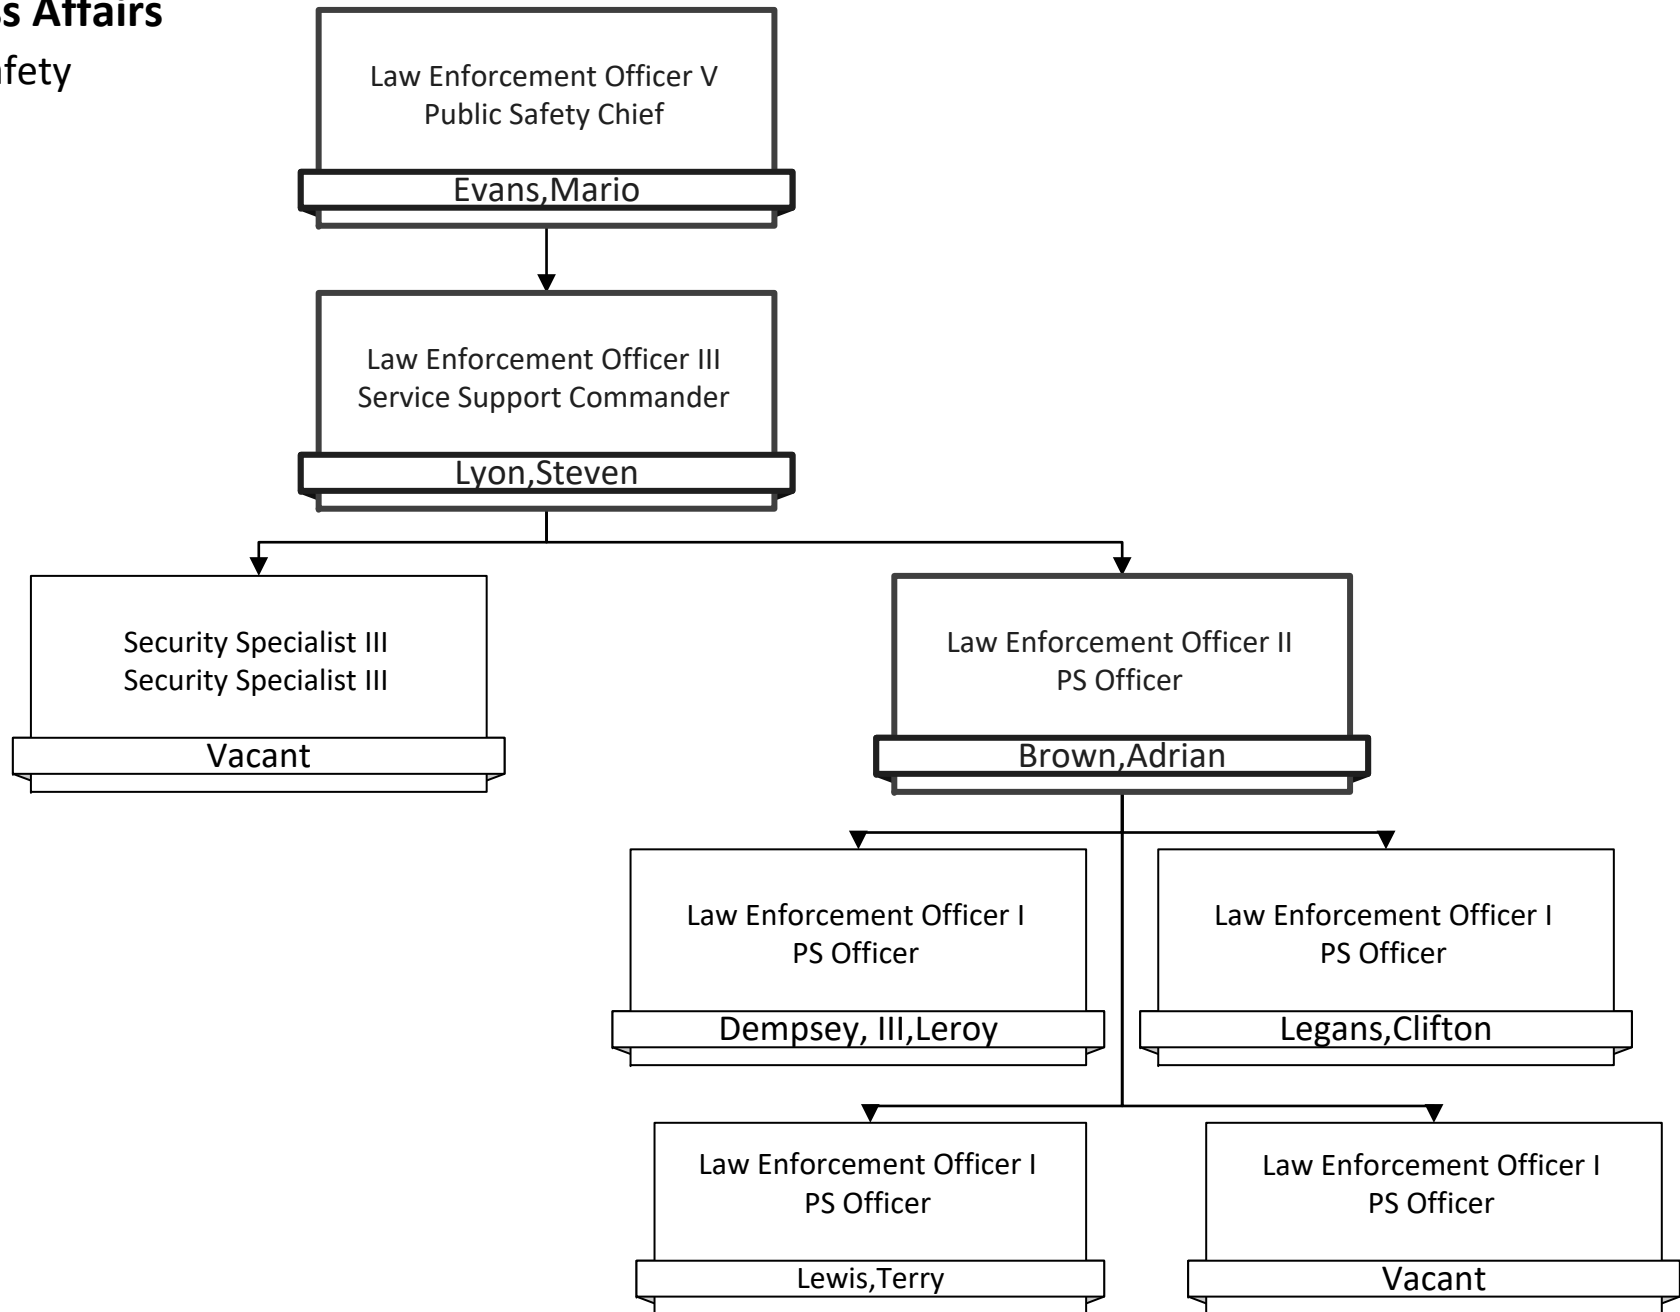 Affairs
Law Enforcement Officer V
Public Safety Chief
Evans,Mario
Law Enforcement Officer III
Service Support Commander
Lyon,Steven
Security Specialist III
Security Specialist III
Vacant
Law Enforcement Officer II
PS Officer
Brown,Adrian
Law Enforcement Officer I
PS Officer
Dempsey, III,Leroy
Law Enforcement Officer I
PS Officer
Legans,Clifton
Law Enforcement Officer I
PS Officer
Lewis,Terry
Law Enforcement Officer I
PS Officer
Vacant